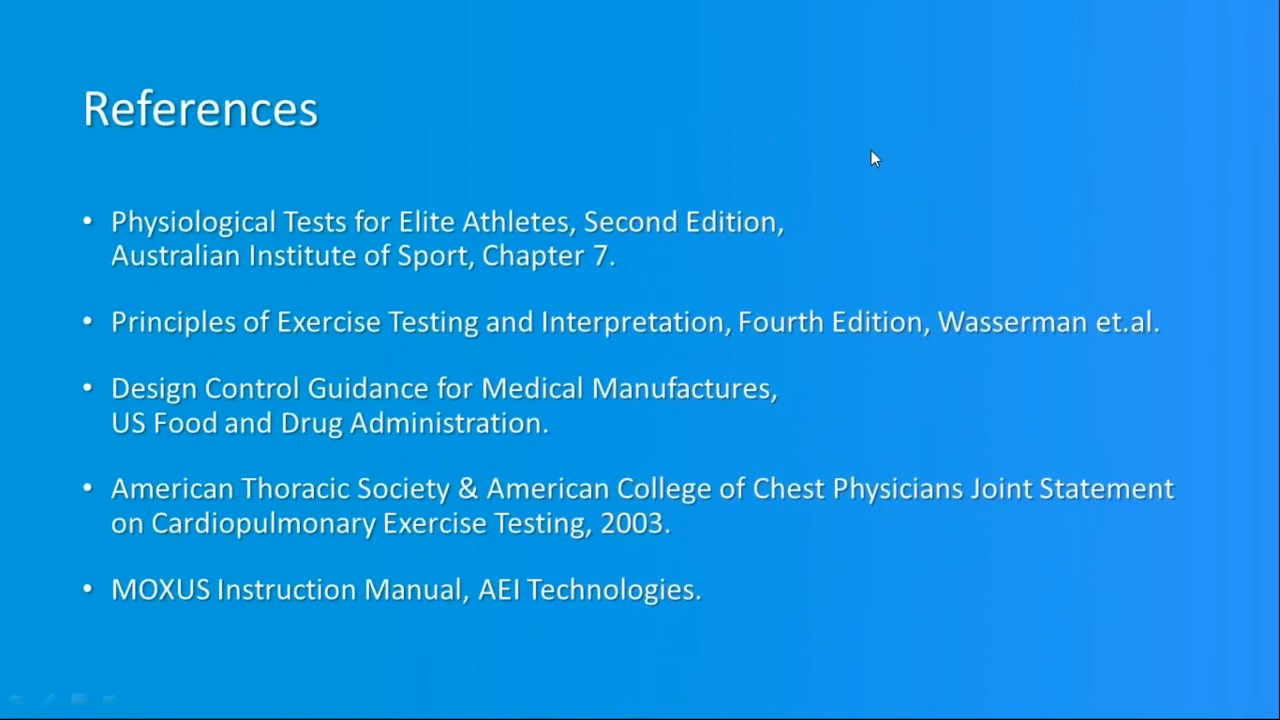 References
• Physiological Tests for Elite Athletes, Second Edition,
Australian Institute of Sport, Chapter 7.
• Principles of Exercise Testing and Interpretation, Fourth Edition, Wasserman et.al.
• Design Control Guidance for Medical Manufactures,
US Food and Drug Administration.
• American Thoracic Society & American College of Chest Physicians Joint Statement
on Cardiopulmonary Exercise Testing, 2003.
• MOXUS Instruction Manual, AEI Technologies.